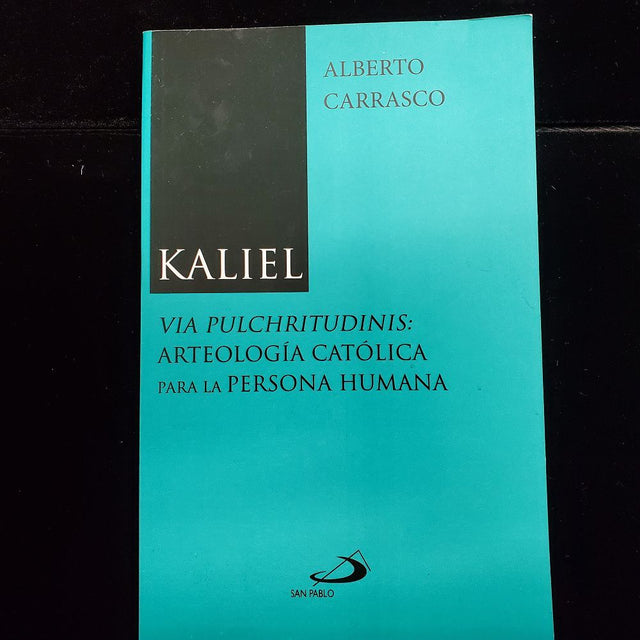 ALBERTO
CARRASCO
KALIEL
VIA PULCHRITUDINIS:
ARTEOLOGÍA CATÓLICA
PARA LA PERSONA HUMANA
SAN PABLO